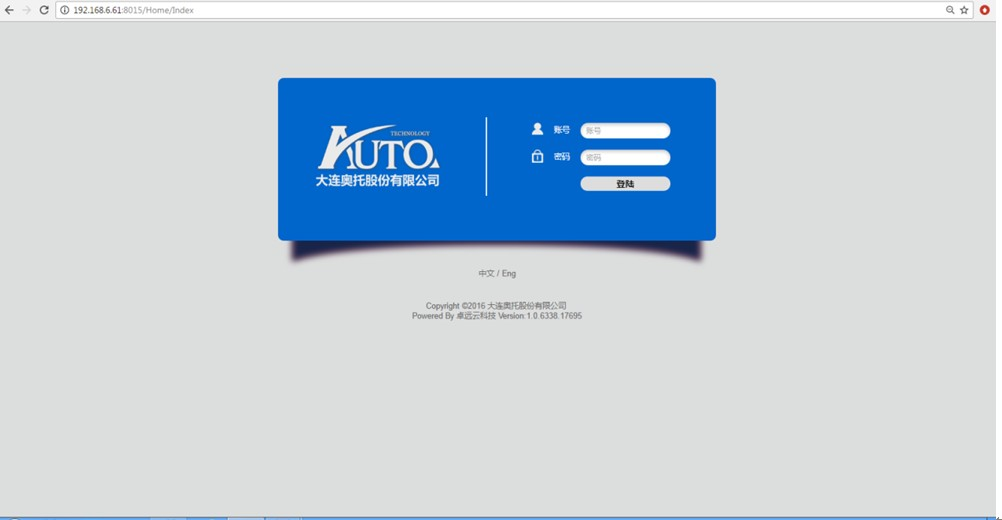 192.168.6.61:8015/Home/Index
TECHNOLOGY
AUTO
大连奥托股份有限公司
账号 账号
密码 密码
登陆
中文 / Eng
Copyright ©2016 大连奥托股份有限公司
Powered By 卓远云科技 Version:1.0.6338.17695